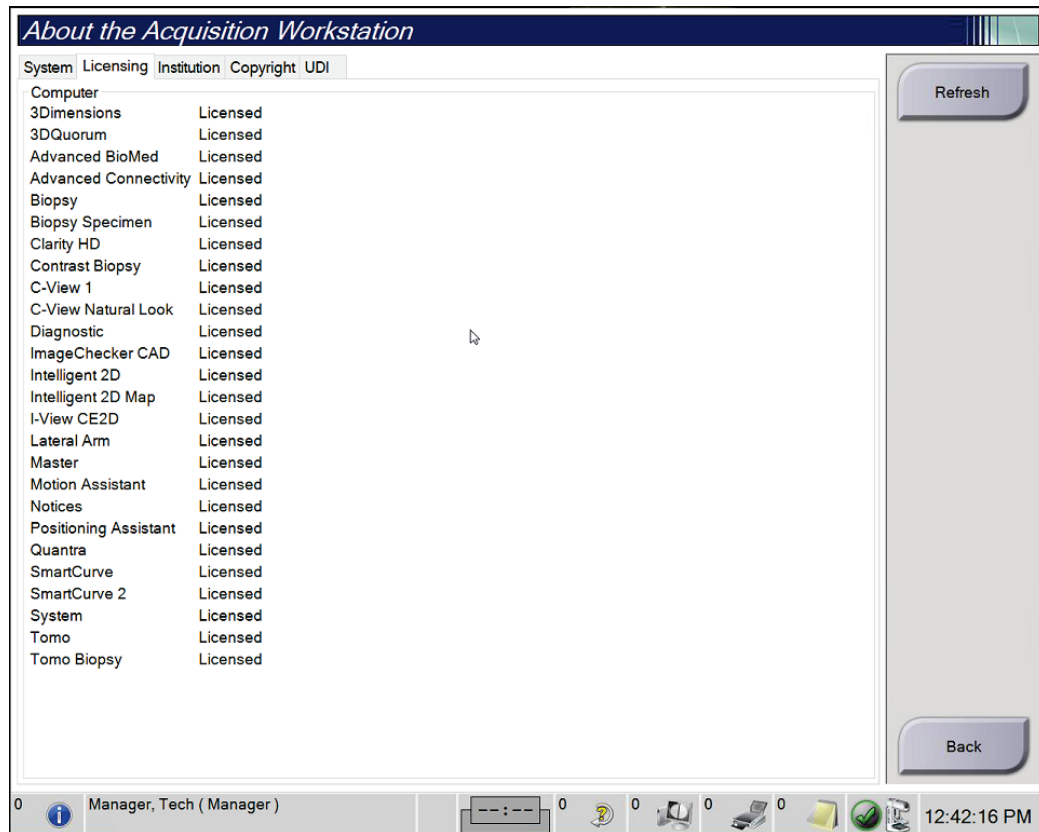 About the Acquisition Workstation
System Licensing Institution Copyright UDI
Computer
3Dimensions Licensed
3DQuorum Licensed
Advanced BioMed Licensed
Advanced Connectivity Licensed
Biopsy Licensed
Biopsy Specimen Licensed
Clarity HD Licensed
Contrast Biopsy Licensed
C-View 1 Licensed
C-View Natural Look Licensed
Diagnostic Licensed
ImageChecker CAD Licensed
Intelligent 2D Licensed
Intelligent 2D Map Licensed
I-View CE2D Licensed
Lateral Arm Licensed
Master Licensed
Motion Assistant Licensed
Notices Licensed
Positioning Assistant Licensed
Quantra Licensed
SmartCurve Licensed
SmartCurve 2 Licensed
System Licensed
Tomo Licensed
Tomo Biopsy Licensed
Refresh
Back
0 Manager, Tech ( Manager ) --:-- 0 0 0 0 12:42:16 PM